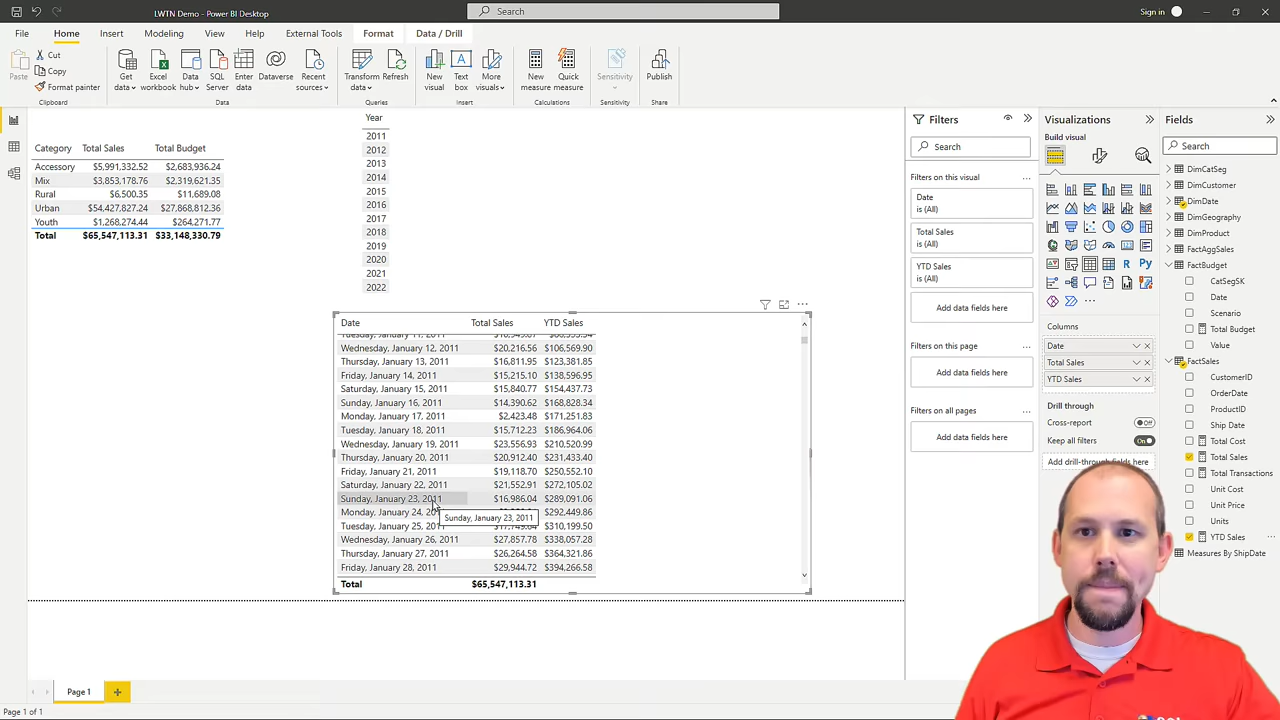 LWTN Demo - Power BI Desktop
Search
Sign in
File
Home
Insert
Modeling
View
Help
External Tools
Format
Data / Drill
Paste
Cut
Copy
Format painter
Clipboard
Get data
Excel workbook
Data hub
SQL Server
Enter data
Dataverse
Recent sources
Data
Transform data
Refresh
Queries
New visual
Text box
More visuals
Insert
New measure
Quick measure
Calculations
Sensitivity
Sensitivity
Publish
Share
Category Total Sales Total Budget
Accessory $5,991,332.52 $2,683,936.24
Mix $3,853,178.76 $2,319,621.35
Rural $6,500.35 $11,689.08
Urban $54,427,827.24 $27,868,812.36
Youth $1,268,274.44 $264,271.77
Total $65,547,113.31 $33,148,330.79
Year
2011
2012
2013
2014
2015
2016
2017
2018
2019
2020
2021
2022
Date Total Sales YTD Sales
Tuesday, January 11, 2011
Wednesday, January 12, 2011 $20,216.56 $106,569.90
Thursday, January 13, 2011 $16,811.95 $123,381.85
Friday, January 14, 2011 $15,215.10 $138,596.95
Saturday, January 15, 2011 $15,840.77 $154,437.73
Sunday, January 16, 2011 $14,390.62 $168,828.34
Monday, January 17, 2011 $2,423.48 $171,251.83
Tuesday, January 18, 2011 $15,712.23 $186,964.06
Wednesday, January 19, 2011 $23,556.93 $210,520.99
Thursday, January 20, 2011 $20,912.40 $231,433.40
Friday, January 21, 2011 $19,118.70 $250,552.10
Saturday, January 22, 2011 $21,552.91 $272,105.02
Sunday, January 23, 2011 $16,986.04 $289,091.06
Monday, January 24, $292,449.86
Sunday, January 23, 2011
Tuesday, January 25, $310,199.50
Wednesday, January 26, 2011 $27,857.78 $338,057.28
Thursday, January 27, 2011 $26,264.58 $364,321.86
Friday, January 28, 2011 $29,944.72 $394,266.58
Total $65,547,113.31
Filters
Search
Filters on this visual
Date
is (All)
Total Sales
is (All)
YTD Sales
is (All)
Add data fields here
Filters on this page
Add data fields here
Filters on all pages
Add data fields here
Visualizations
Build visual
R
Py
Columns
Date
Total Sales
YTD Sales
Drill through
Cross-report
Off
Keep all filters
On
Add drill-through fields here
Fields
Search
DimCatSeg
DimCustomer
DimDate
DimGeography
DimProduct
FactAggSales
FactBudget
CatSegSK
Date
Scenario
Total Budget
Value
FactSales
CustomerID
OrderDate
ProductID
Ship Date
Total Cost
Total Sales
Total Transactions
Unit Cost
Unit Price
Units
YTD Sales
Measures By ShipDate
Page 1
Page 1 of 1